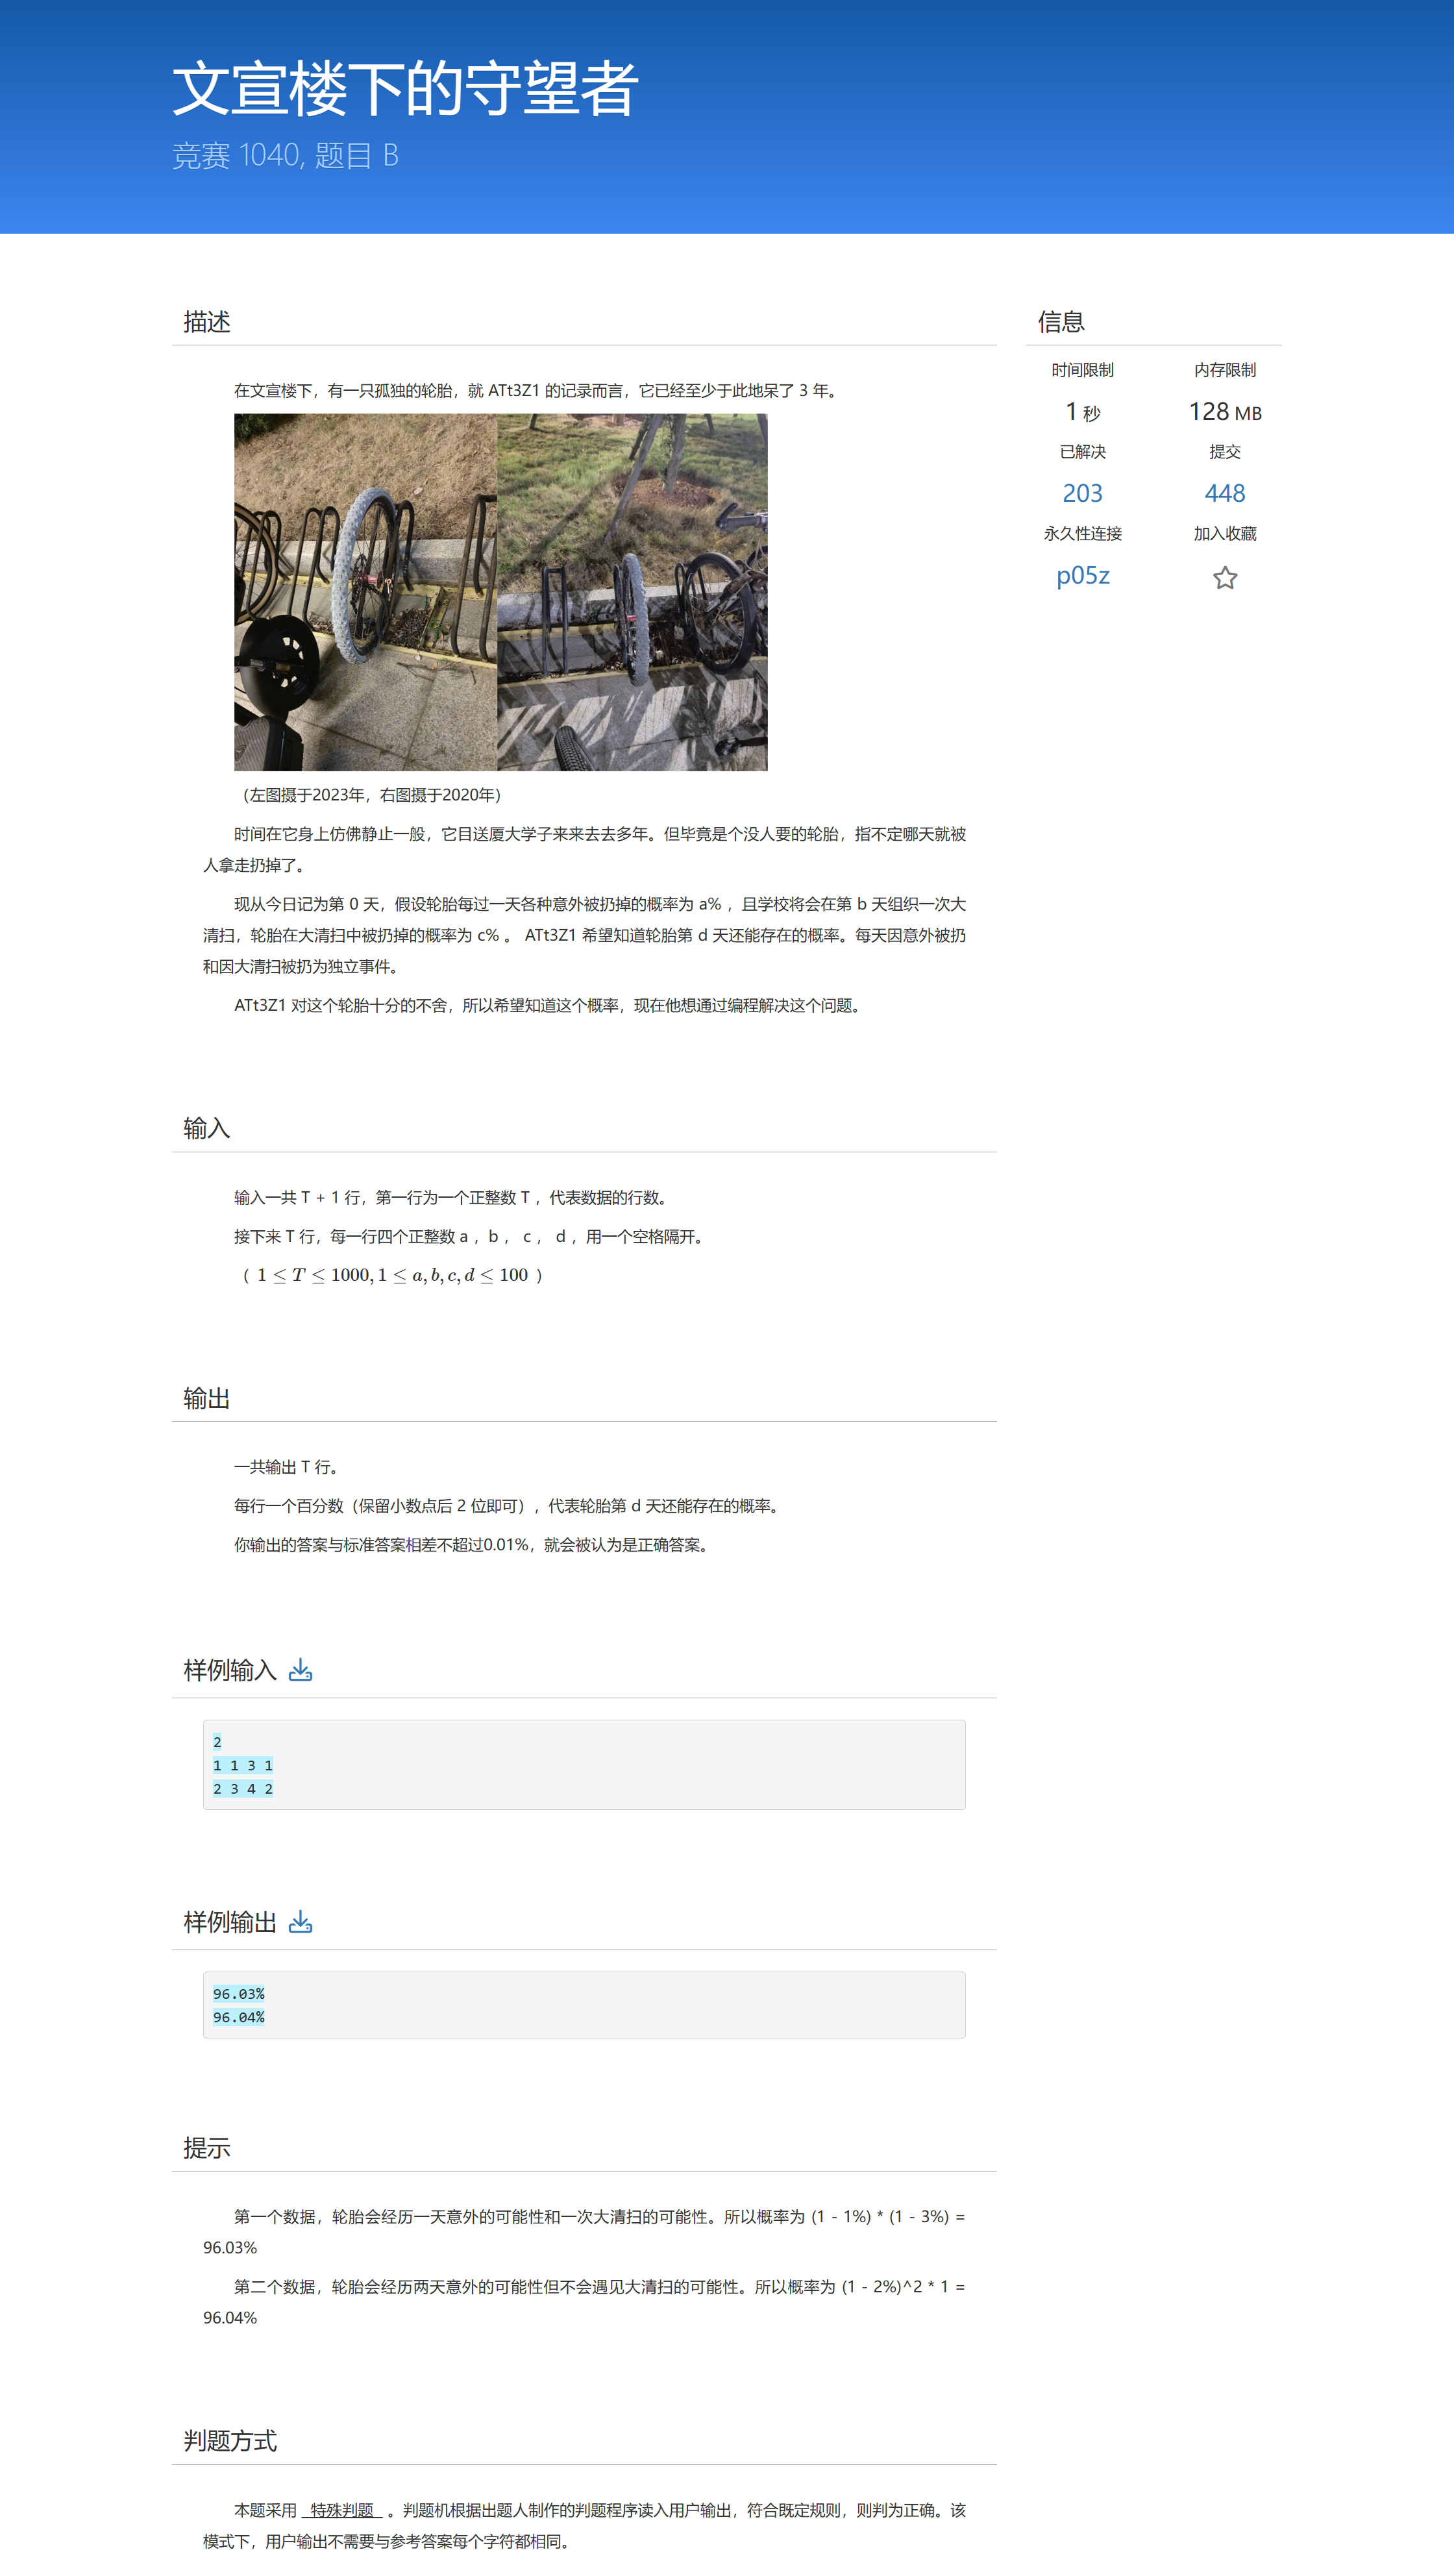 文宣楼下的守望者
竞赛 1040, 题目 B
描述
在文宣楼下，有一只孤独的轮胎，就 ATt3Z1 的记录而言，它已经至少于此地呆了 3 年。
（左图摄于2023年，右图摄于2020年）
时间在它身上仿佛静止一般，它目送厦大学子来来去去多年。但毕竟是个没人要的轮胎，指不定哪天就被
人拿走扔掉了。
现从今日记为第 0 天，假设轮胎每过一天各种意外被扔掉的概率为 a% ，且学校将会在第 b 天组织一次大
清扫，轮胎在大清扫中被扔掉的概率为 c% 。 ATt3Z1 希望知道轮胎第 d 天还能存在的概率。每天因意外被扔
和因大清扫被扔为独立事件。
ATt3Z1 对这个轮胎十分的不舍，所以希望知道这个概率，现在他想通过编程解决这个问题。
输入
输入一共 T + 1 行，第一行为一个正整数 T ，代表数据的行数。
接下来 T 行，每一行四个正整数 a ，b ， c ， d ，用一个空格隔开。
（ 1 ≤ T ≤ 1000, 1 ≤ a, b, c, d ≤ 100 ）
输出
一共输出 T 行。
每行一个百分数（保留小数点后 2 位即可），代表轮胎第 d 天还能存在的概率。
你输出的答案与标准答案相差不超过0.01%，就会被认为是正确答案。
样例输入
2
1 1 3 1
2 3 4 2
样例输出
96.03%
96.04%
提示
第一个数据，轮胎会经历一天意外的可能性和一次大清扫的可能性。所以概率为 (1 - 1%) * (1 - 3%) =
96.03%
第二个数据，轮胎会经历两天意外的可能性但不会遇见大清扫的可能性。所以概率为 (1 - 2%)^2 * 1 =
96.04%
判题方式
本题采用 特殊判题 。判题机根据出题人制作的判题程序读入用户输出，符合既定规则，则判为正确。该
模式下，用户输出不需要与参考答案每个字符都相同。
信息
时间限制 内存限制
1 秒 128 MB
已解决 提交
203 448
永久性连接 加入收藏
p05z